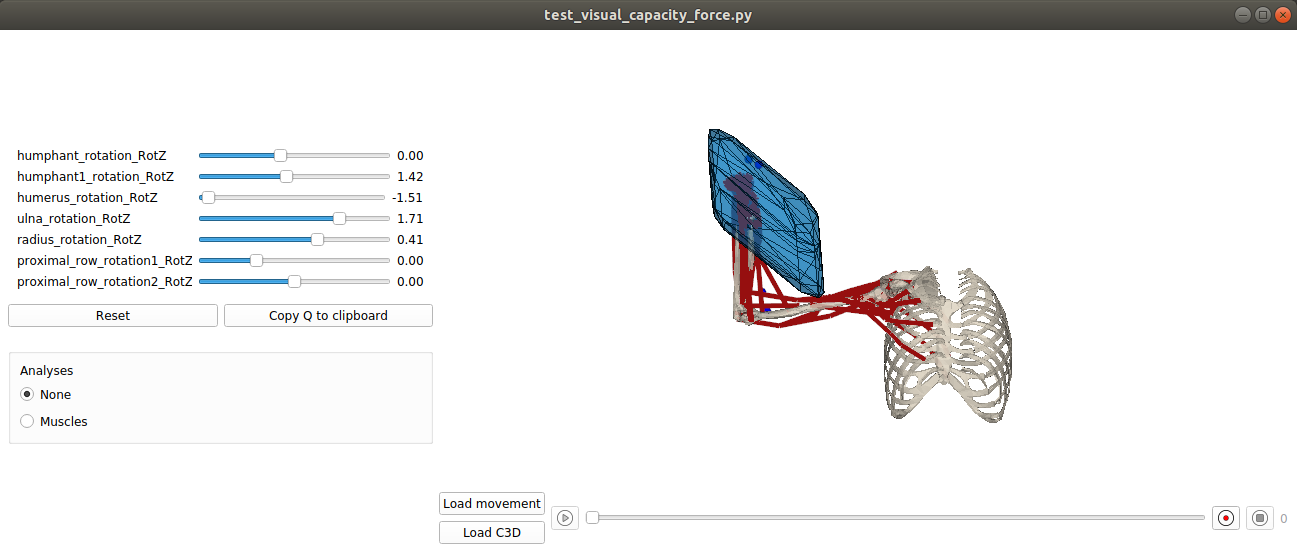 test_visual_capacity_force.py
humphant_rotation_RotZ 0.00
humphant1_rotation_RotZ 1.42
humerus_rotation_RotZ -1.51
ulna_rotation_RotZ 1.71
radius_rotation_RotZ 0.41
proximal_row_rotation1_RotZ 0.00
proximal_row_rotation2_RotZ 0.00
Reset Copy Q to clipboard
Analyses
None
Muscles
Load movement
Load C3D
0